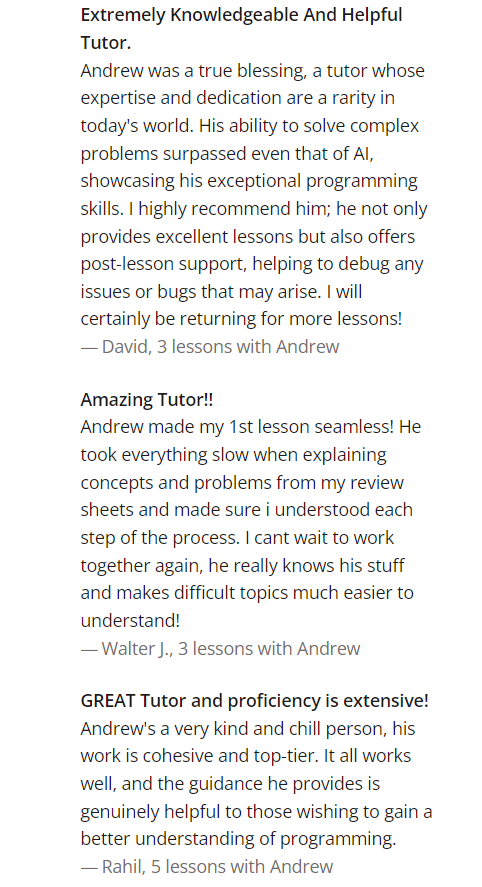 Extremely Knowledgeable And Helpful
Tutor.
Andrew was a true blessing, a tutor whose
expertise and dedication are a rarity in
today's world. His ability to solve complex
problems surpassed even that of AI,
showcasing his exceptional programming
skills. I highly recommend him; he not only
provides excellent lessons but also offers
post-lesson support, helping to debug any
issues or bugs that may arise. I will
certainly be returning for more lessons!
— David, 3 lessons with Andrew
Amazing Tutor!!
Andrew made my 1st lesson seamless! He
took everything slow when explaining
concepts and problems from my review
sheets and made sure i understood each
step of the process. I cant wait to work
together again, he really knows his stuff
and makes difficult topics much easier to
understand!
— Walter J., 3 lessons with Andrew
GREAT Tutor and proficiency is extensive!
Andrew's a very kind and chill person, his
work is cohesive and top-tier. It all works
well, and the guidance he provides is
genuinely helpful to those wishing to gain a
better understanding of programming.
— Rahil, 5 lessons with Andrew